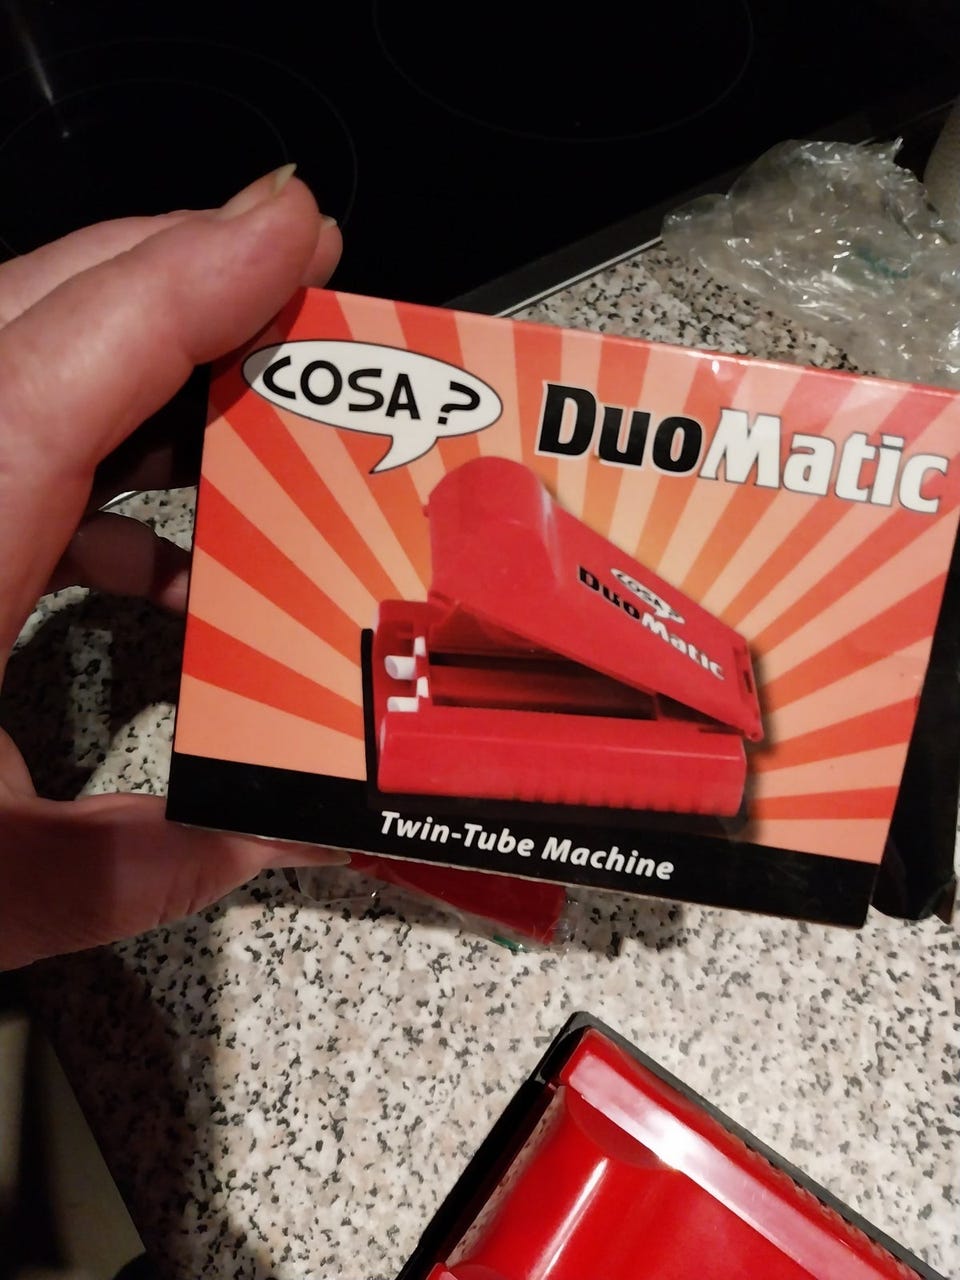 COSA ?
DuoMatic
COSA ?
DuoMatic
Twin-Tube Machine